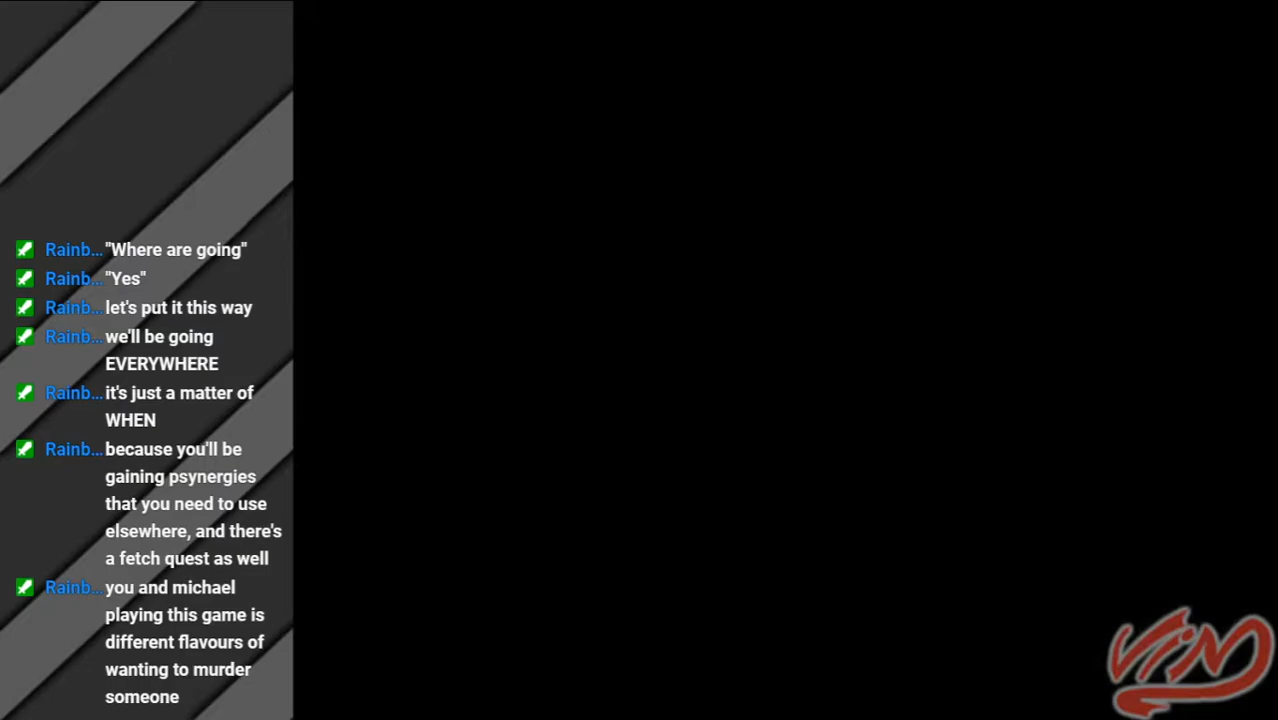 Rainb... "Where are going"
Rainb... "Yes"
Rainb... let's put it this way
Rainb... we'll be going
EVERYWHERE
Rainb... it's just a matter of
WHEN
Rainb... because you'll be
gaining psynergies
that you need to use
elsewhere, and there's
a fetch quest as well
Rainb... you and michael
playing this game is
different flavours of
wanting to murder
someone
VIM